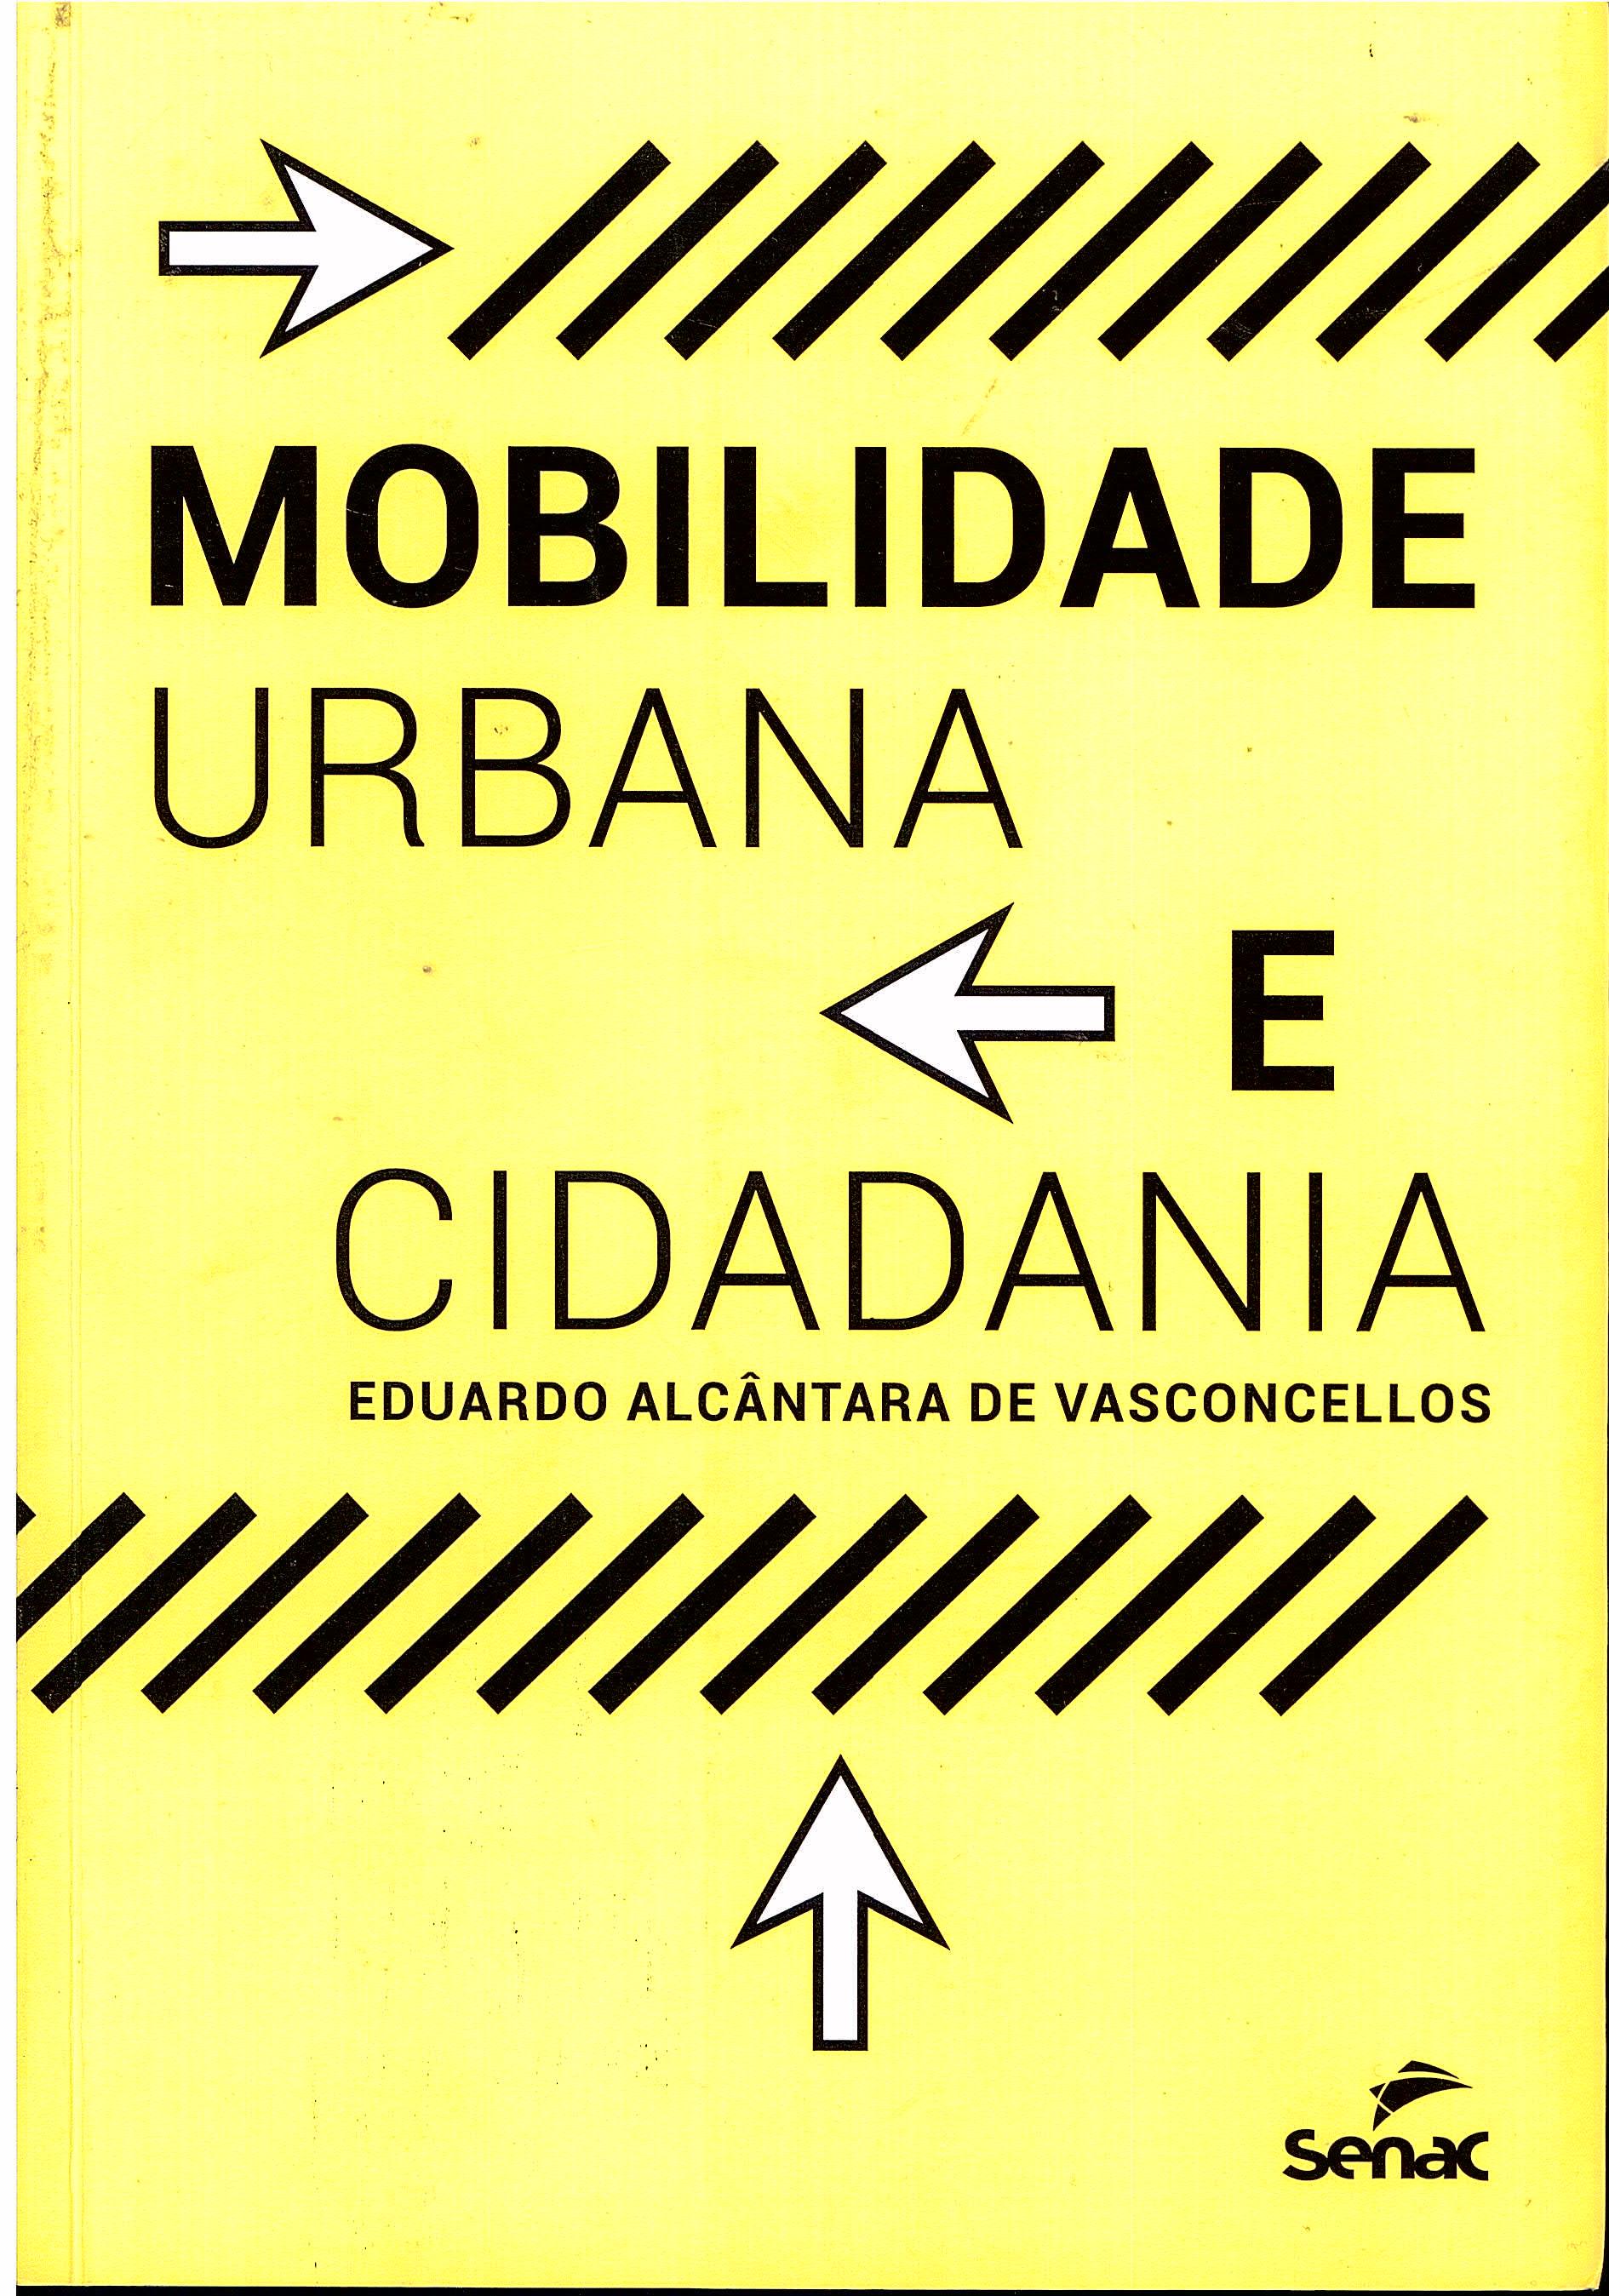 MOBILIDADE
URBANA
E
CIDADANIA
EDUARDO ALCÂNTARA DE VASCONCELLOS
senac